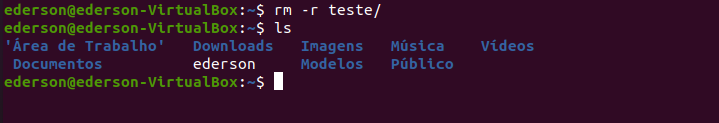 ederson@ederson-VirtualBox:~$ rm -r teste/
ederson@ederson-VirtualBox:~$ ls
'Área de Trabalho'   Downloads   Imagens   Música    Vídeos
 Documentos          ederson     Modelos   Público
ederson@ederson-VirtualBox:~$